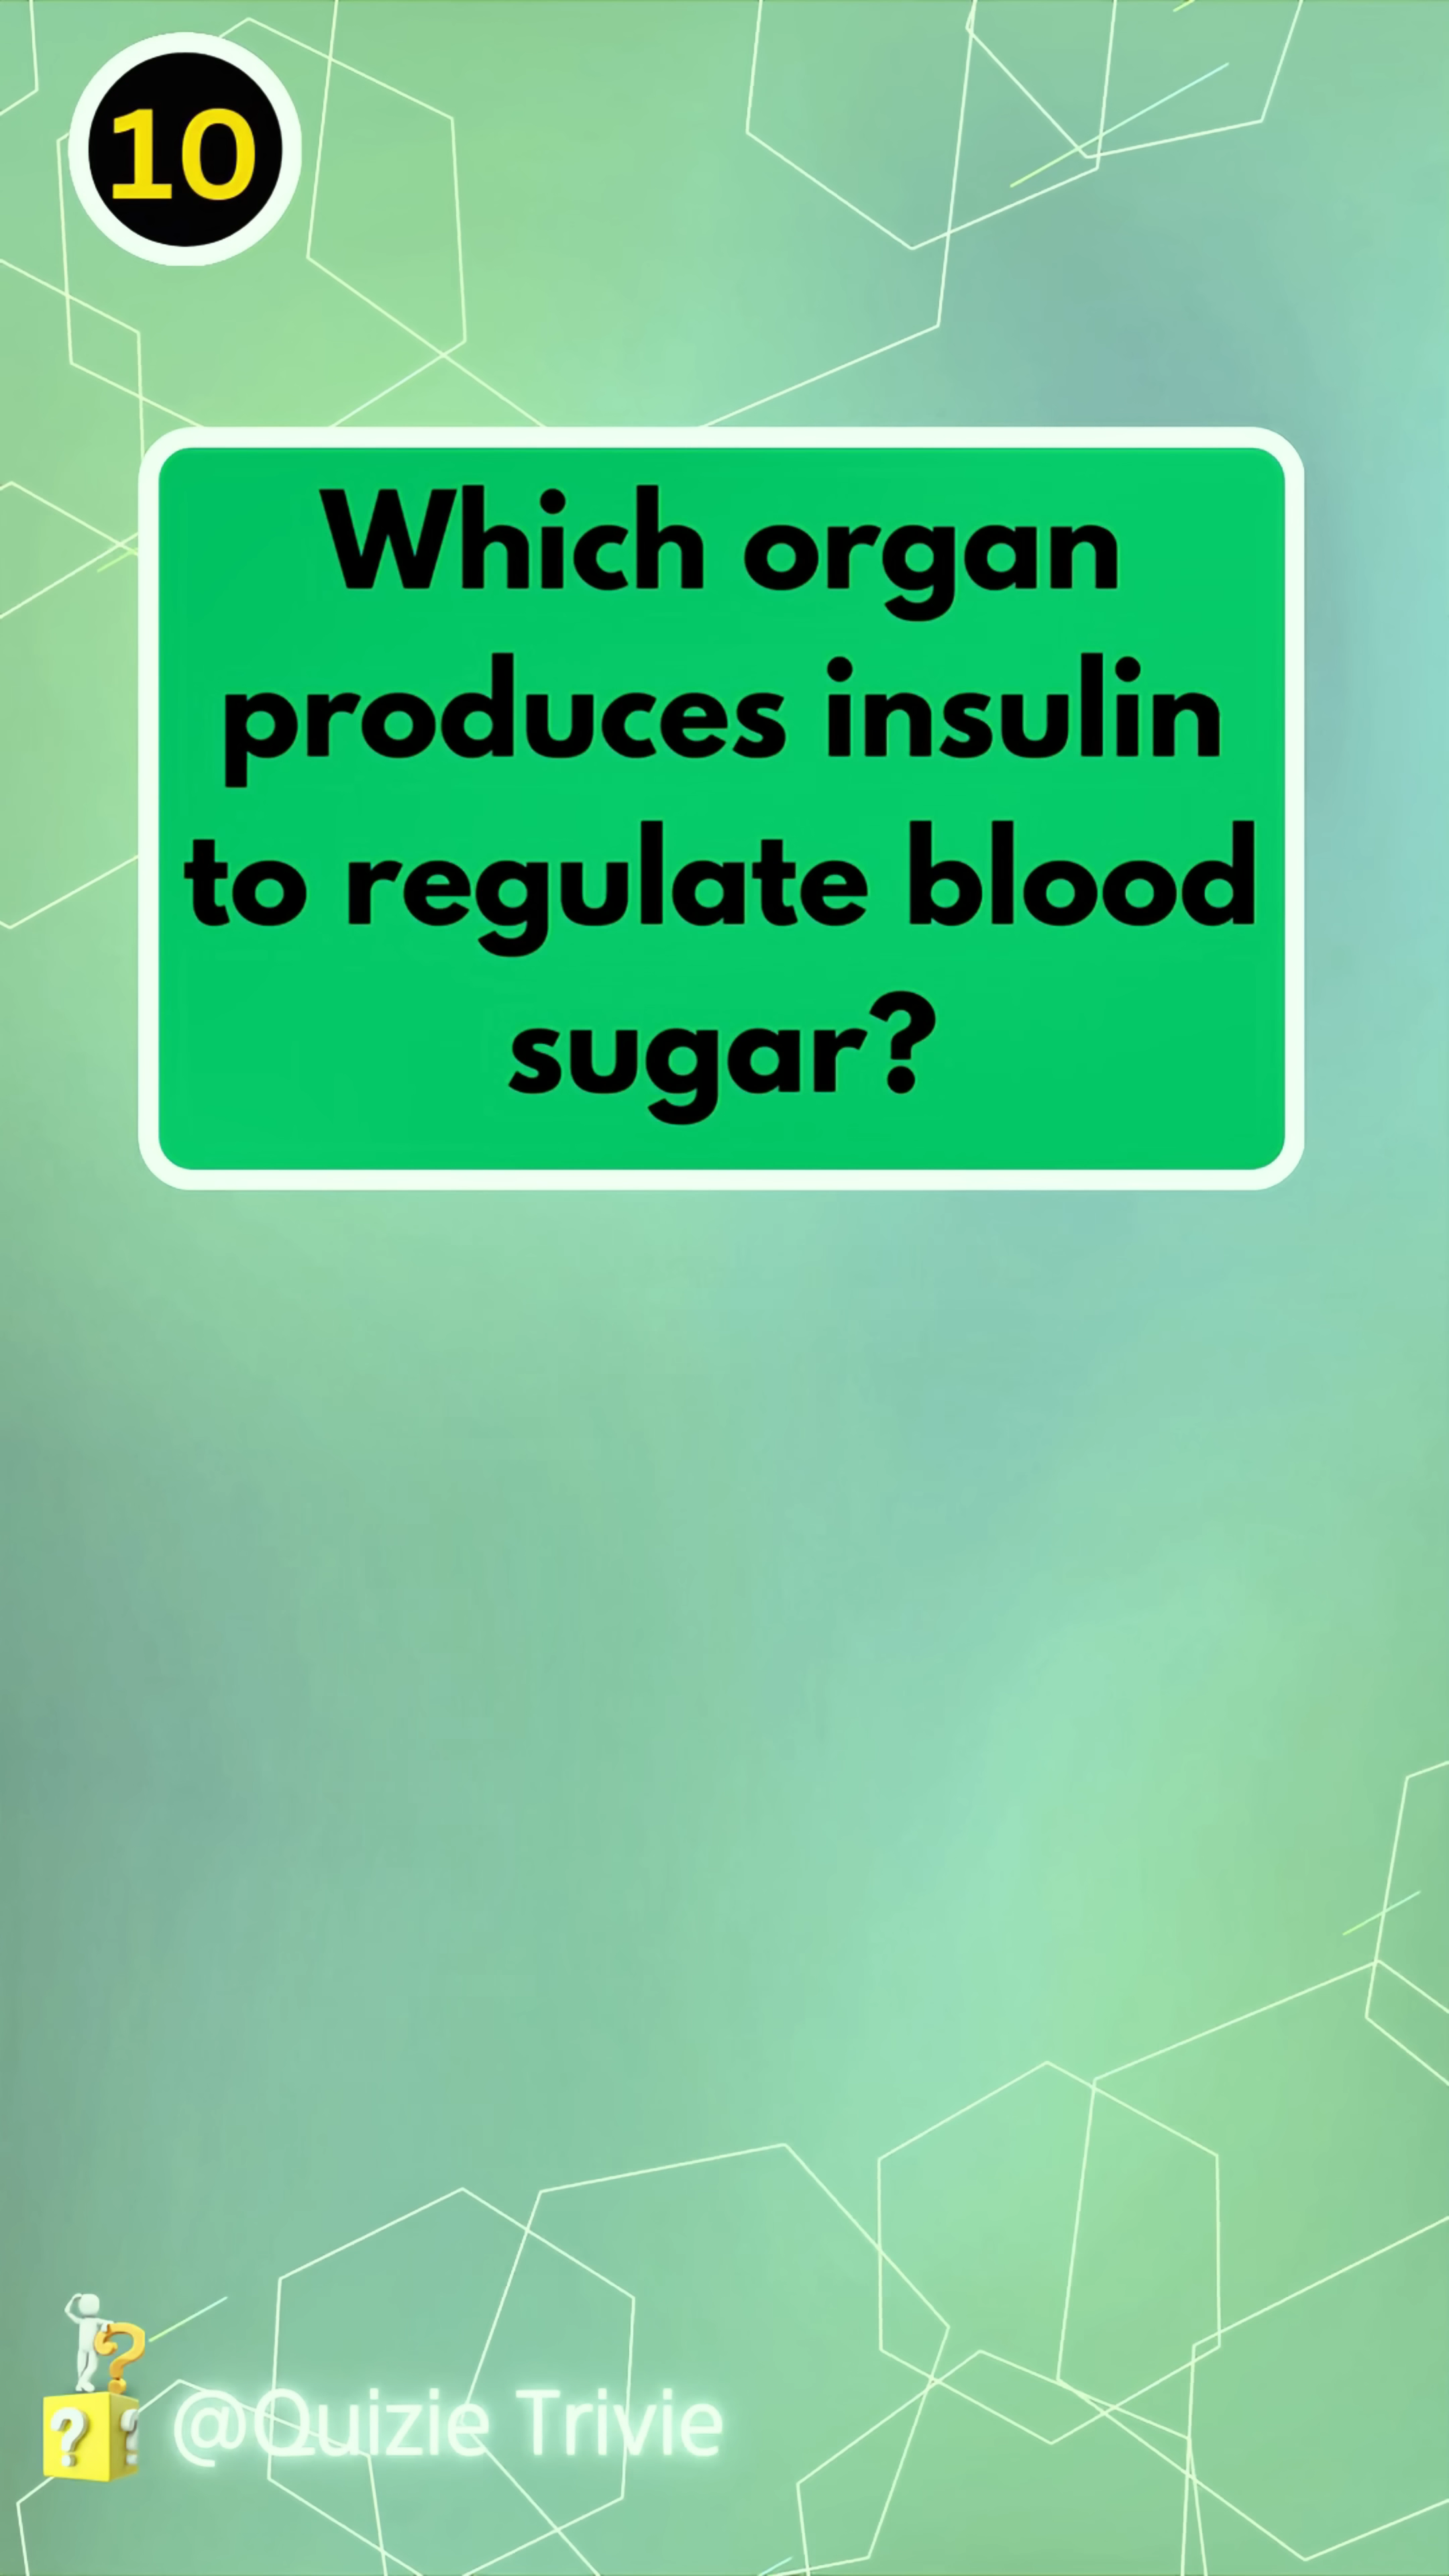 10
Which organ
produces insulin
to regulate blood
sugar?
?
? ?
@Quizie Trivie